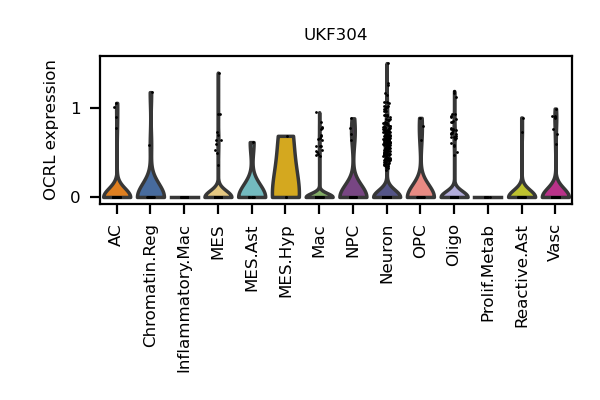 UKF304
OCRL expression
1
0
AC
Chromatin.Reg
Inflammatory.Mac
MES
MES.Ast
MES.Hyp
Mac
NPC
Neuron
OPC
Oligo
Prolif.Metab
Reactive.Ast
Vasc